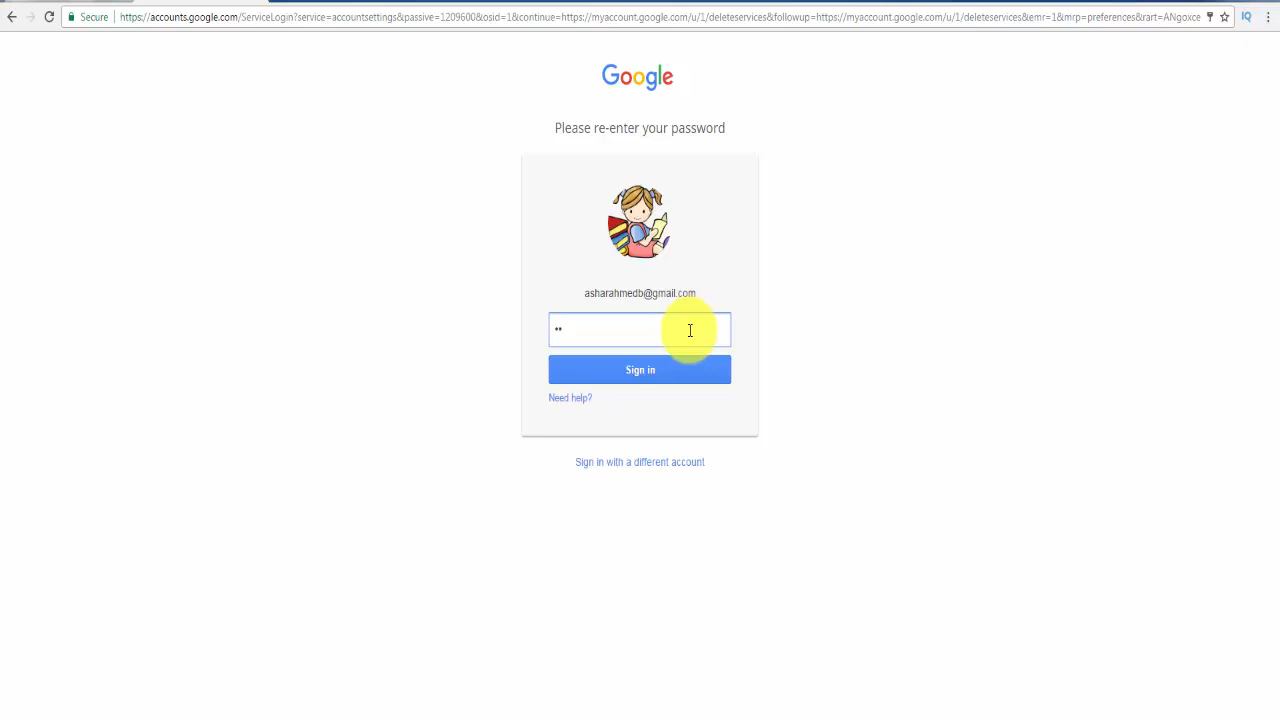 Secure https://accounts.google.com/ServiceLogin?service=accountsettings&passive=1209600&osid=1&continue=https://myaccount.google.com/u/1/deleteservices&followup=https://myaccount.google.com/u/1/deleteservices&emr=1&mrp=preferences&rart=ANgoxce
Google
Please re-enter your password
asharahmedb@gmail.com
Sign in
Need help?
Sign in with a different account